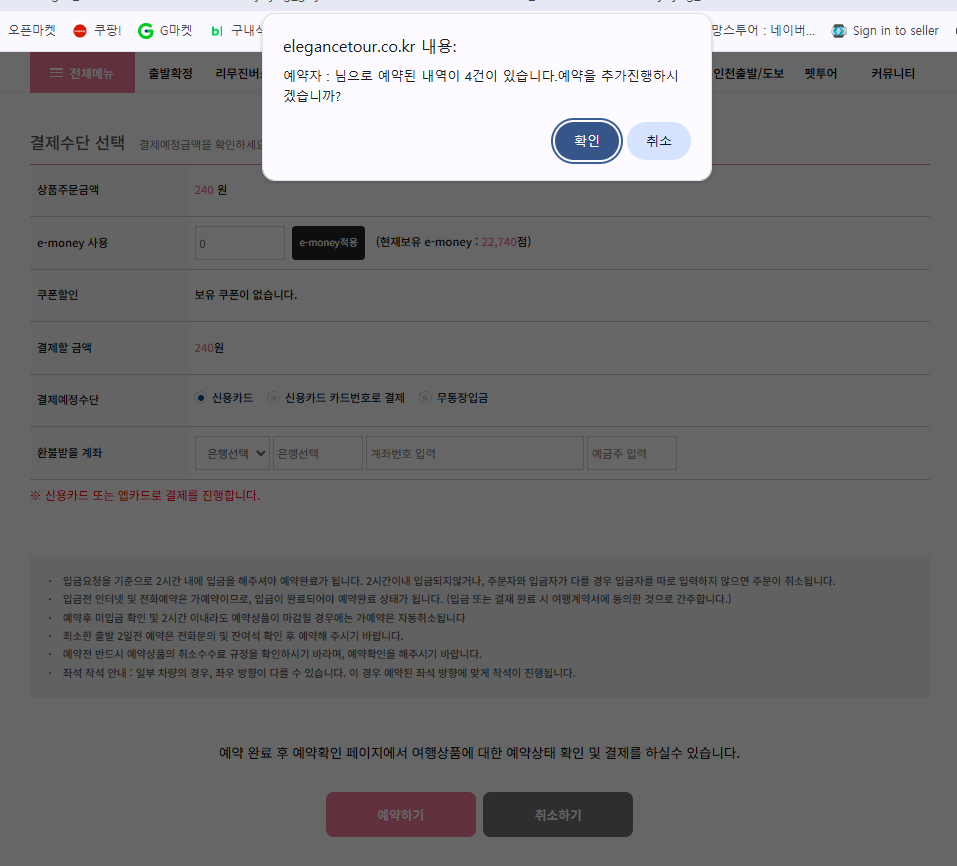 오픈마켓 쿠팡! G마켓 구내식
망스토어 : 네이버... Sign in to seller
elegancetour.co.kr 내용:
예약자 : 님으로 예약된 내역이 4건이 있습니다.예약을 추가진행하시
겠습니까?
확인 취소
전체메뉴 출발확정 리무진버스
인천출발/도보 펫투어 커뮤니티
결제수단 선택 결제예정금액을 확인하세요
상품주문금액 240 원
e-money 사용 0 e-money적용 (현재보유 e-money : 22,740점)
쿠폰할인 보유 쿠폰이 없습니다.
결제할 금액 240원
결제예정수단 신용카드 신용카드 카드번호로 결제 무통장입금
환불받을 계좌 은행선택 은행선택 계좌번호 입력 예금주 입력
※ 신용카드 또는 앱카드로 결제를 진행합니다.
· 입금요청을 기준으로 2시간 내에 입금을 해주셔야 예약완료가 됩니다. 2시간이내 입금되지않거나, 주문자와 입금자가 다를 경우 입금자를 따로 입력하지 않으면 주문이 취소됩니다.
· 입금전 인터넷 및 전화예약은 가예약이므로, 입금이 완료되어야 예약완료 상태가 됩니다. (입금 또는 결제 완료 시 여행계약서에 동의한 것으로 간주합니다.)
· 예약후 미입금 확인 및 2시간 이내라도 예약상품이 마감될 경우에는 가예약은 자동취소됩니다
· 최소한 출발 2일전 예약은 전화문의 및 잔여석 확인 후 예약해 주시기 바랍니다.
· 예약전 반드시 예약상품의 취소수수료 규정을 확인하시기 바라며, 예약확인을 해주시기 바랍니다.
· 좌석 착석 안내 : 일부 차량의 경우, 좌우 방향이 다를 수 있습니다. 이 경우 예약된 좌석 방향에 맞게 착석이 진행됩니다.
예약 완료 후 예약확인 페이지에서 여행상품에 대한 예약상태 확인 및 결제를 하실수 있습니다.
예약하기 취소하기